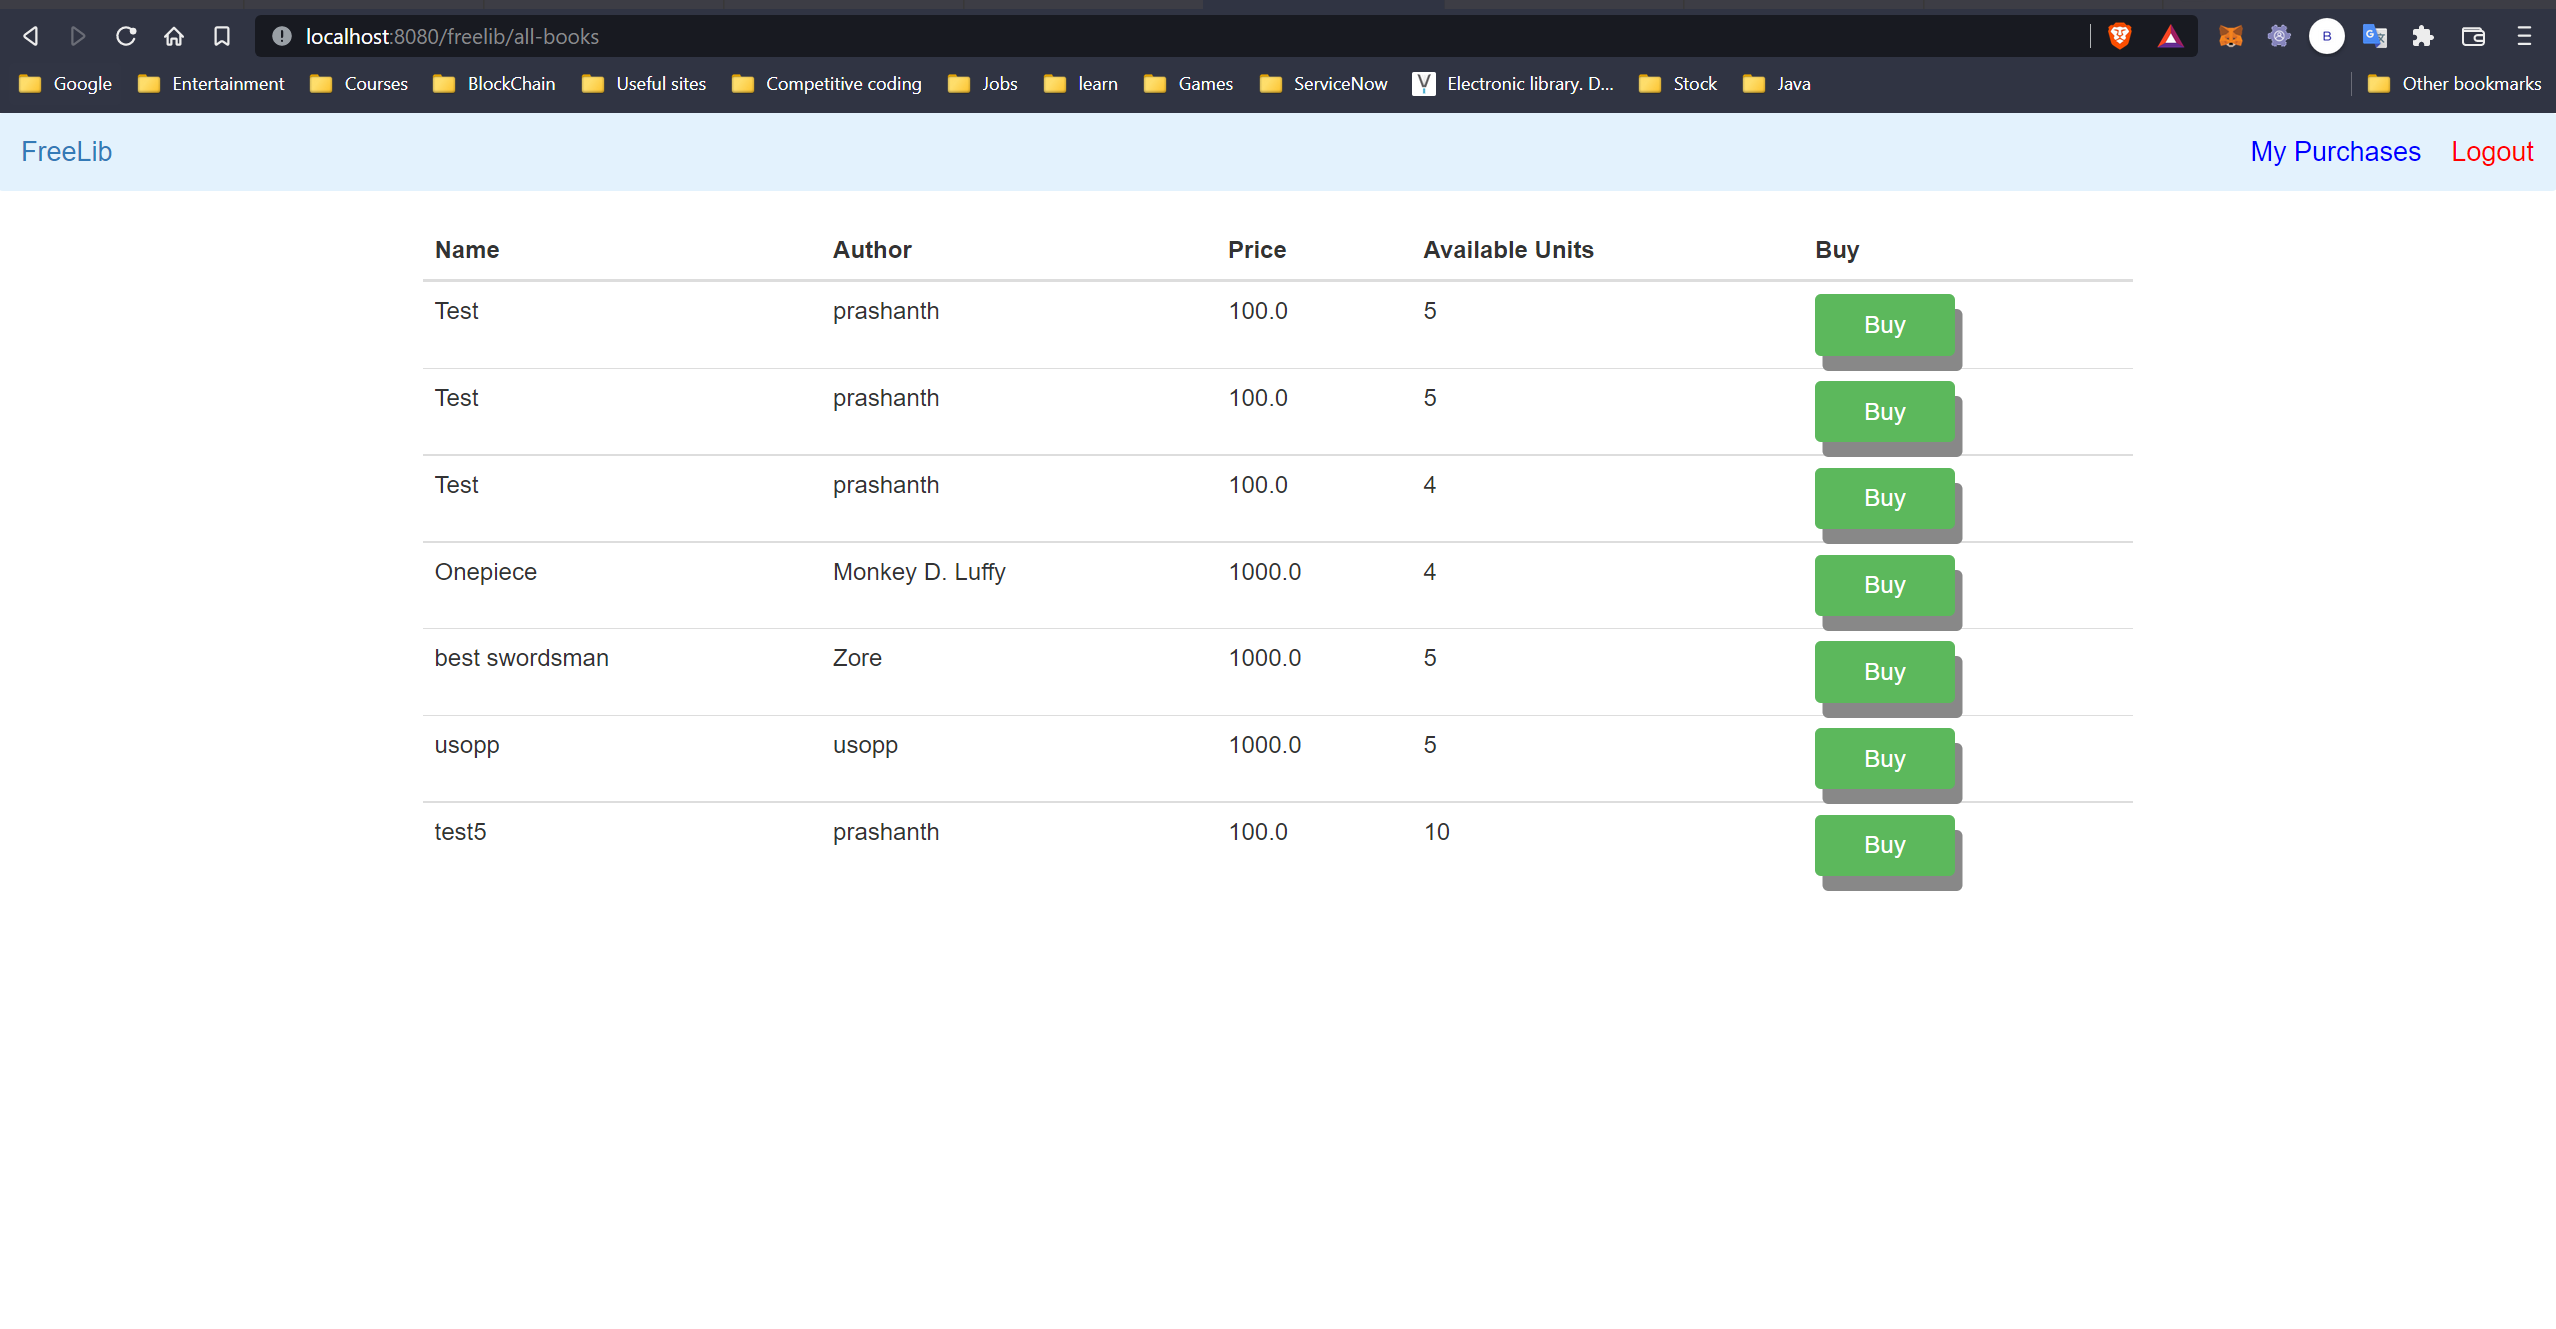 localhost:8080/freelib/all-books
B
Google Entertainment Courses BlockChain Useful sites Competitive coding Jobs learn Games ServiceNow Electronic library. D... Stock Java Other bookmarks
FreeLib My Purchases Logout
Name Author Price Available Units Buy
Test prashanth 100.0 5 Buy
Test prashanth 100.0 5 Buy
Test prashanth 100.0 4 Buy
Onepiece Monkey D. Luffy 1000.0 4 Buy
best swordsman Zore 1000.0 5 Buy
usopp usopp 1000.0 5 Buy
test5 prashanth 100.0 10 Buy